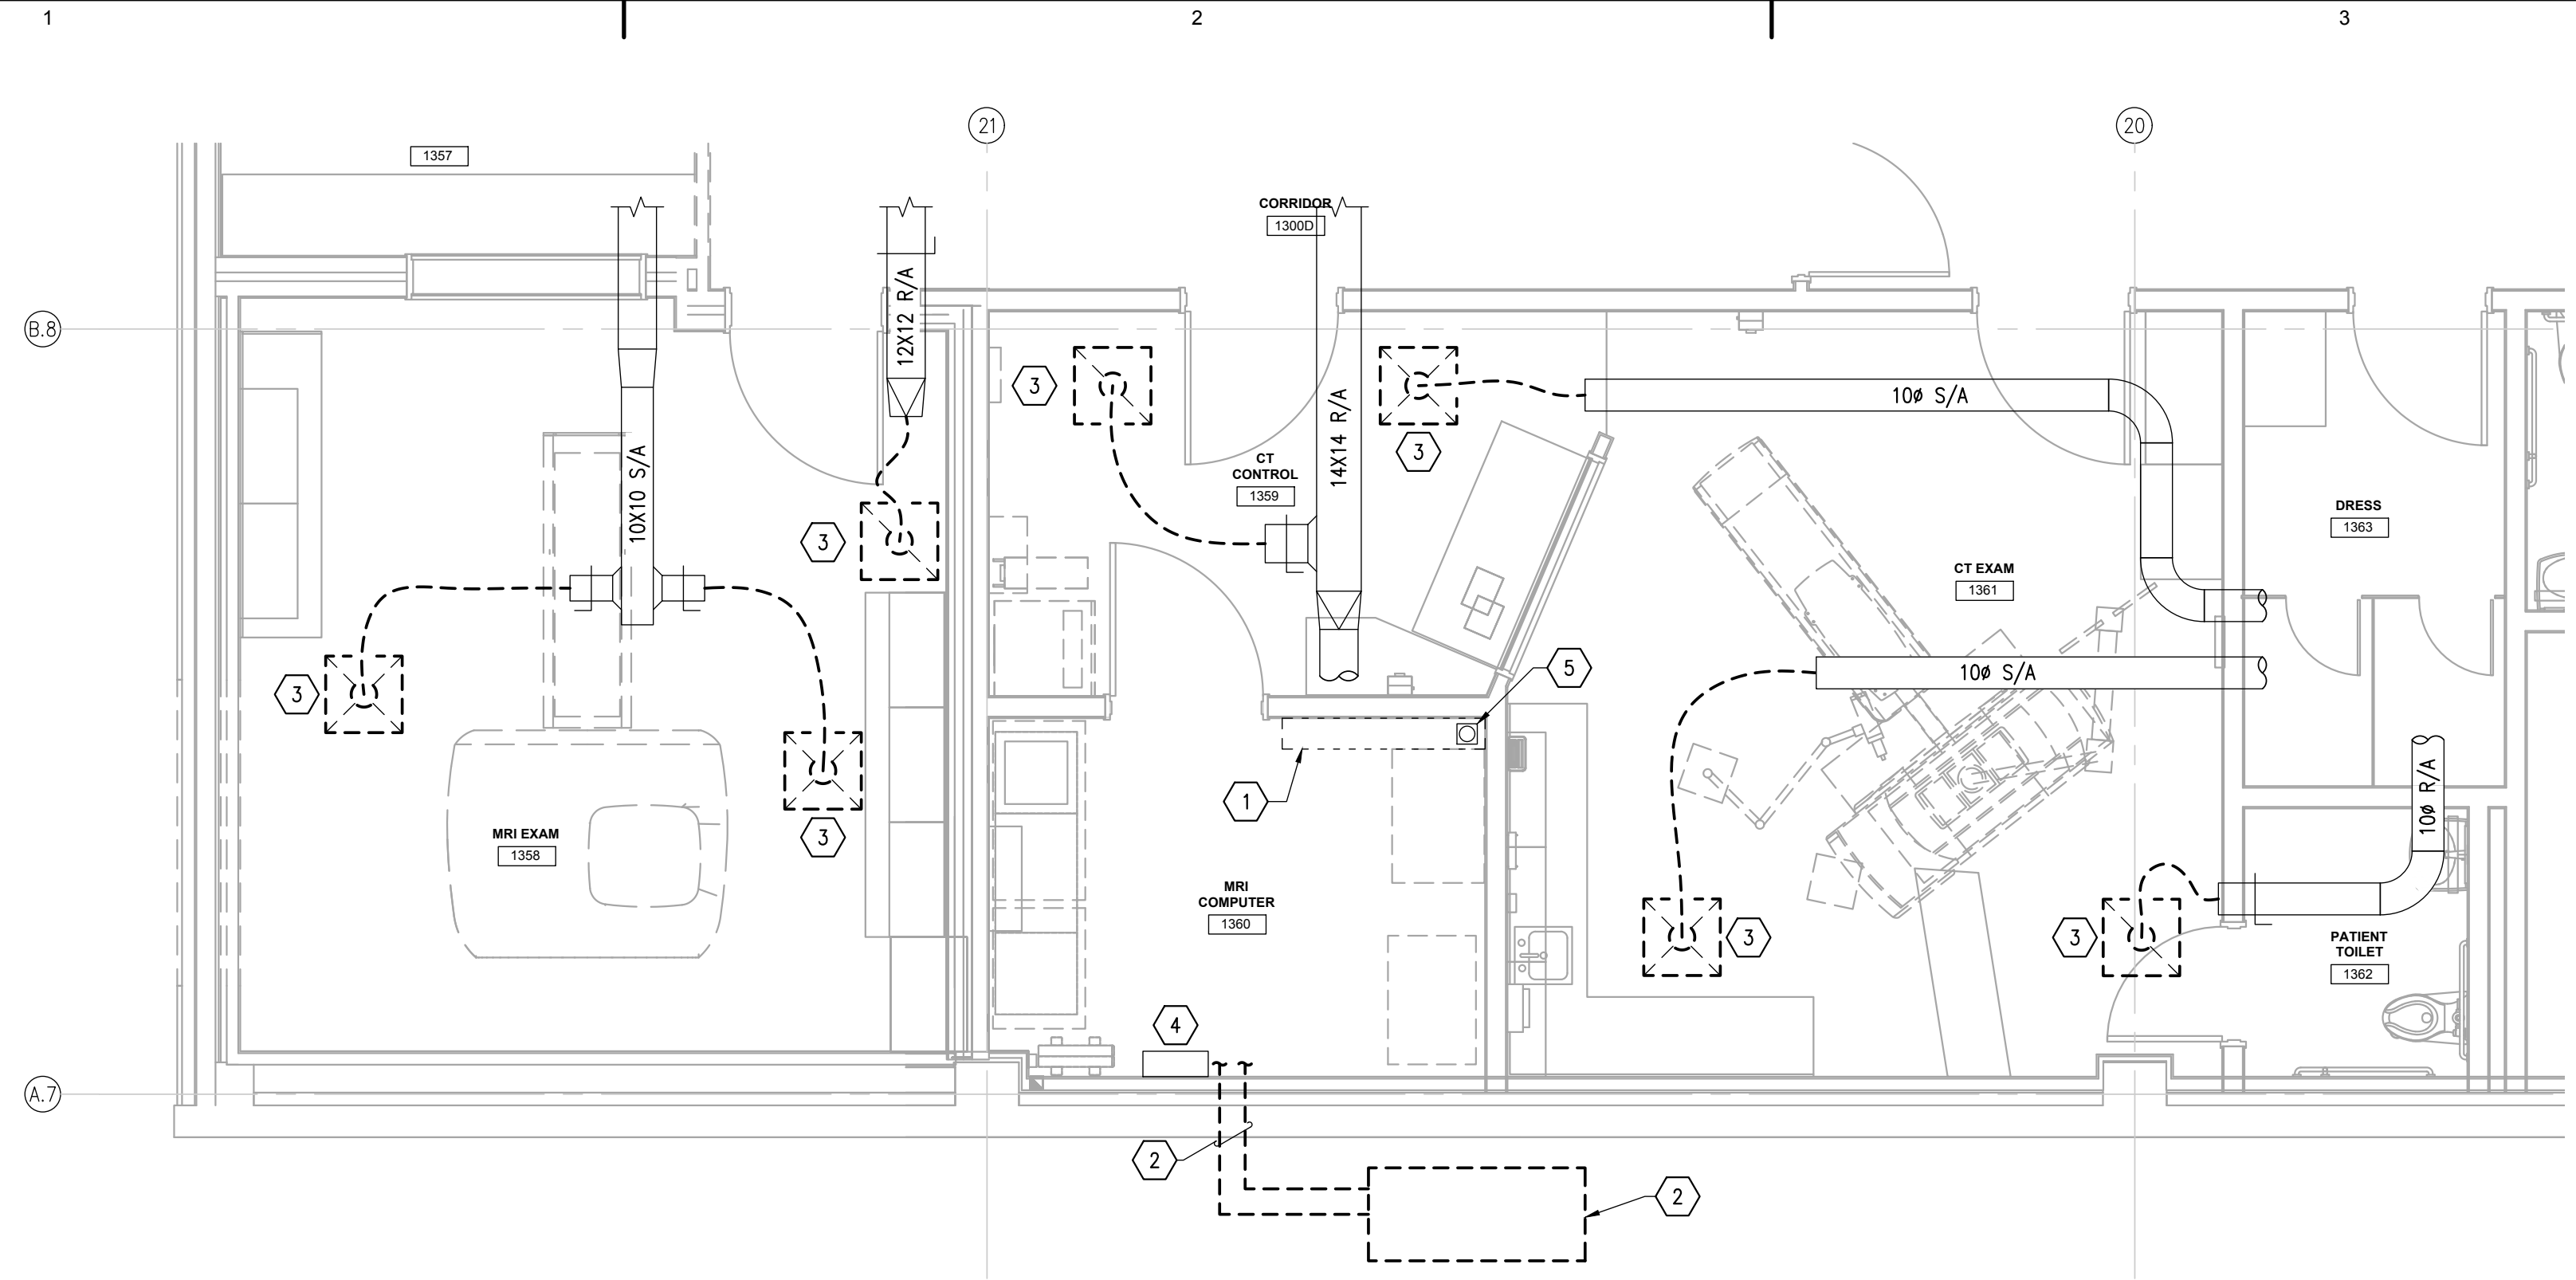 1
2
3
21
20
1357
CORRIDOR
1300D
B.8
12X12 R/A
3
3
10Ø S/A
14X14 R/A
3
CT
CONTROL
1359
10X10 S/A
DRESS
1363
3
CT EXAM
1361
5
10Ø S/A
3
1
10Ø R/A
3
MRI EXAM
1358
MRI
COMPUTER
1360
3
3
PATIENT
TOILET
1362
4
A.7
2
2